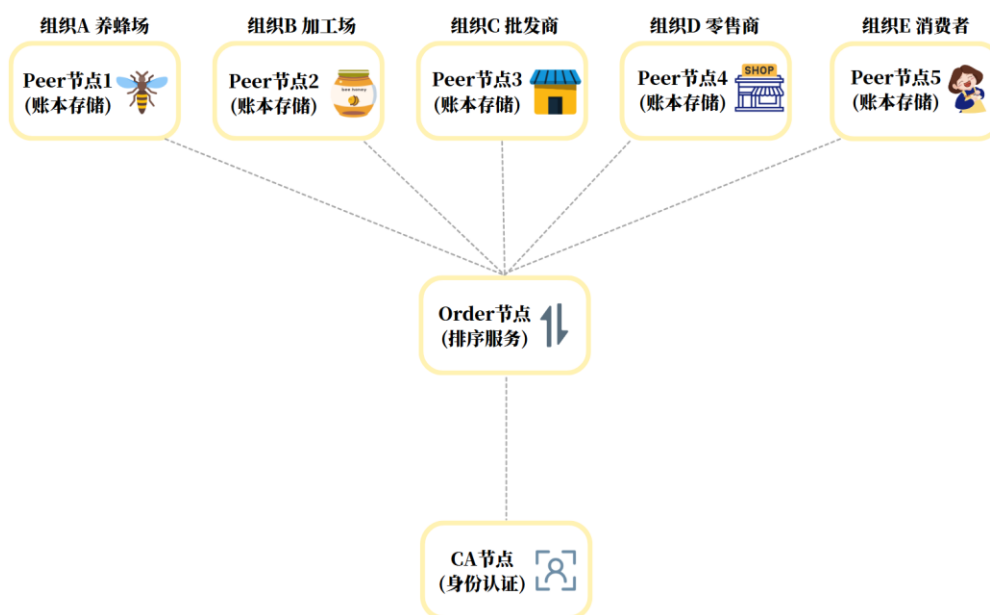 组织A 养蜂场
组织B 加工场
组织C 批发商
组织D 零售商
组织E 消费者
Peer节点1
(账本存储)
Peer节点2
(账本存储)
bee honey
Peer节点3
(账本存储)
Peer节点4
(账本存储)
SHOP
Peer节点5
(账本存储)
Order节点
(排序服务)
CA节点
(身份认证)